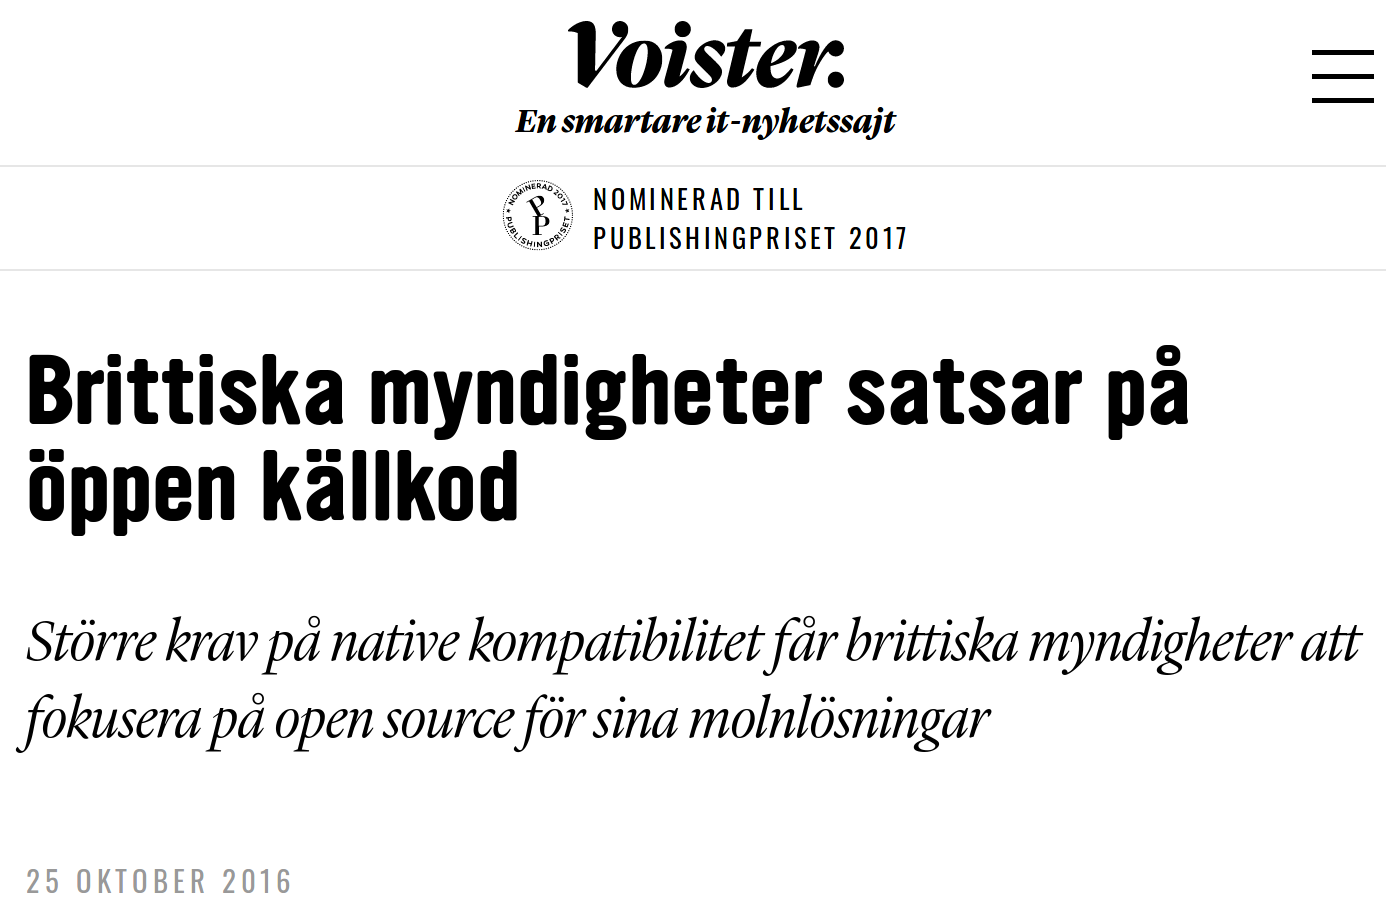 Voister.
En smartare it-nyhetssajt
NOMINERAD 2017
PUBLISHINGPRISET
PP
NOMINERAD TILL
PUBLISHINGPRISET 2017
Brittiska myndigheter satsar på
öppen källkod
Större krav på native kompatibilitet får brittiska myndigheter att
fokusera på open source för sina molnlösningar
25 OKTOBER 2016